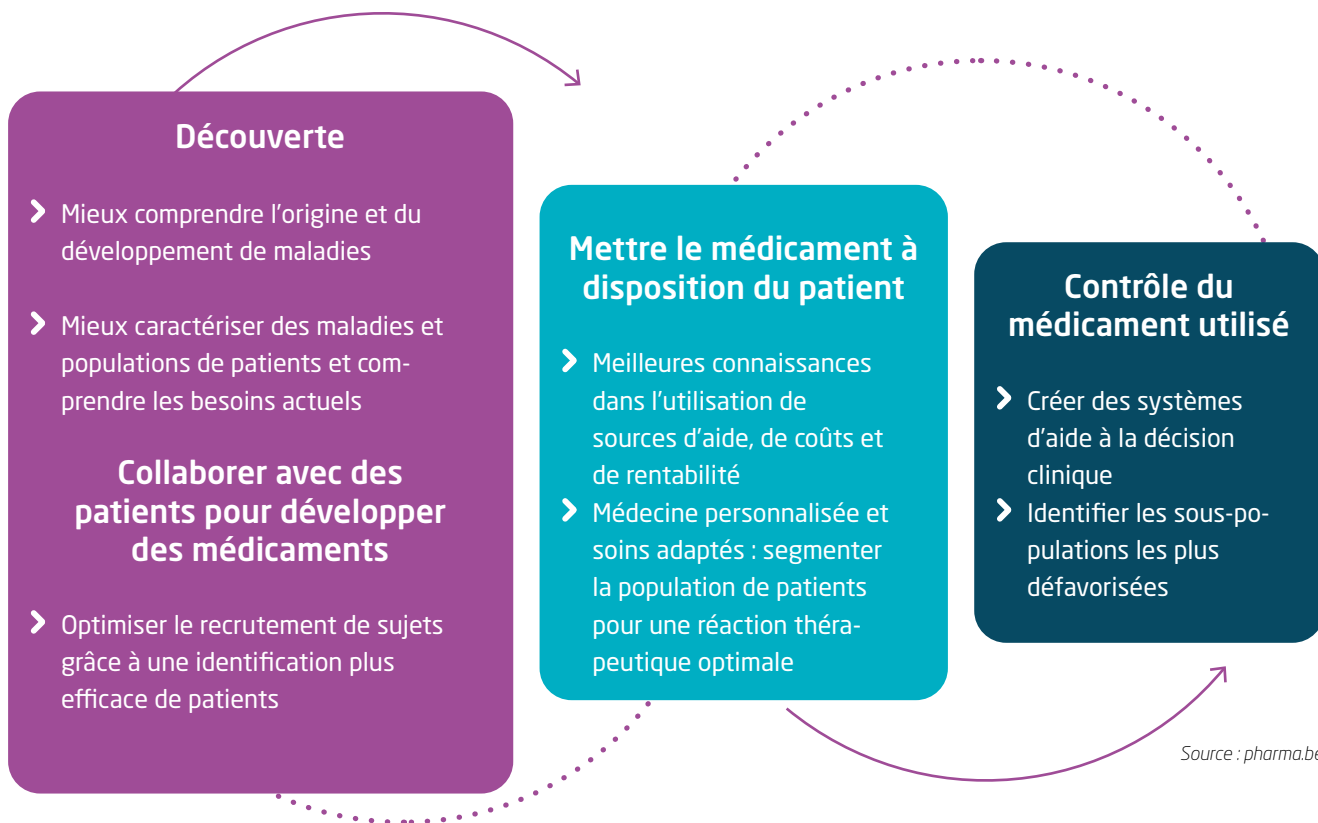 Découverte
Mieux comprendre l'origine et du
développement de maladies
Mieux caractériser des maladies et
populations de patients et com-
prendre les besoins actuels
Collaborer avec des
patients pour développer
des médicaments
Optimiser le recrutement de sujets
grâce à une identification plus
efficace de patients
Mettre le médicament à
disposition du patient
Meilleures connaissances
dans l'utilisation de
sources d'aide, de coûts et
de rentabilité
Médecine personnalisée et
soins adaptés : segmenter
la population de patients
pour une réaction théra-
peutique optimale
Contrôle du
médicament utilisé
Créer des systèmes
d'aide à la décision
clinique
Identifier les sous-po-
pulations les plus
défavorisées
Source : pharma.be